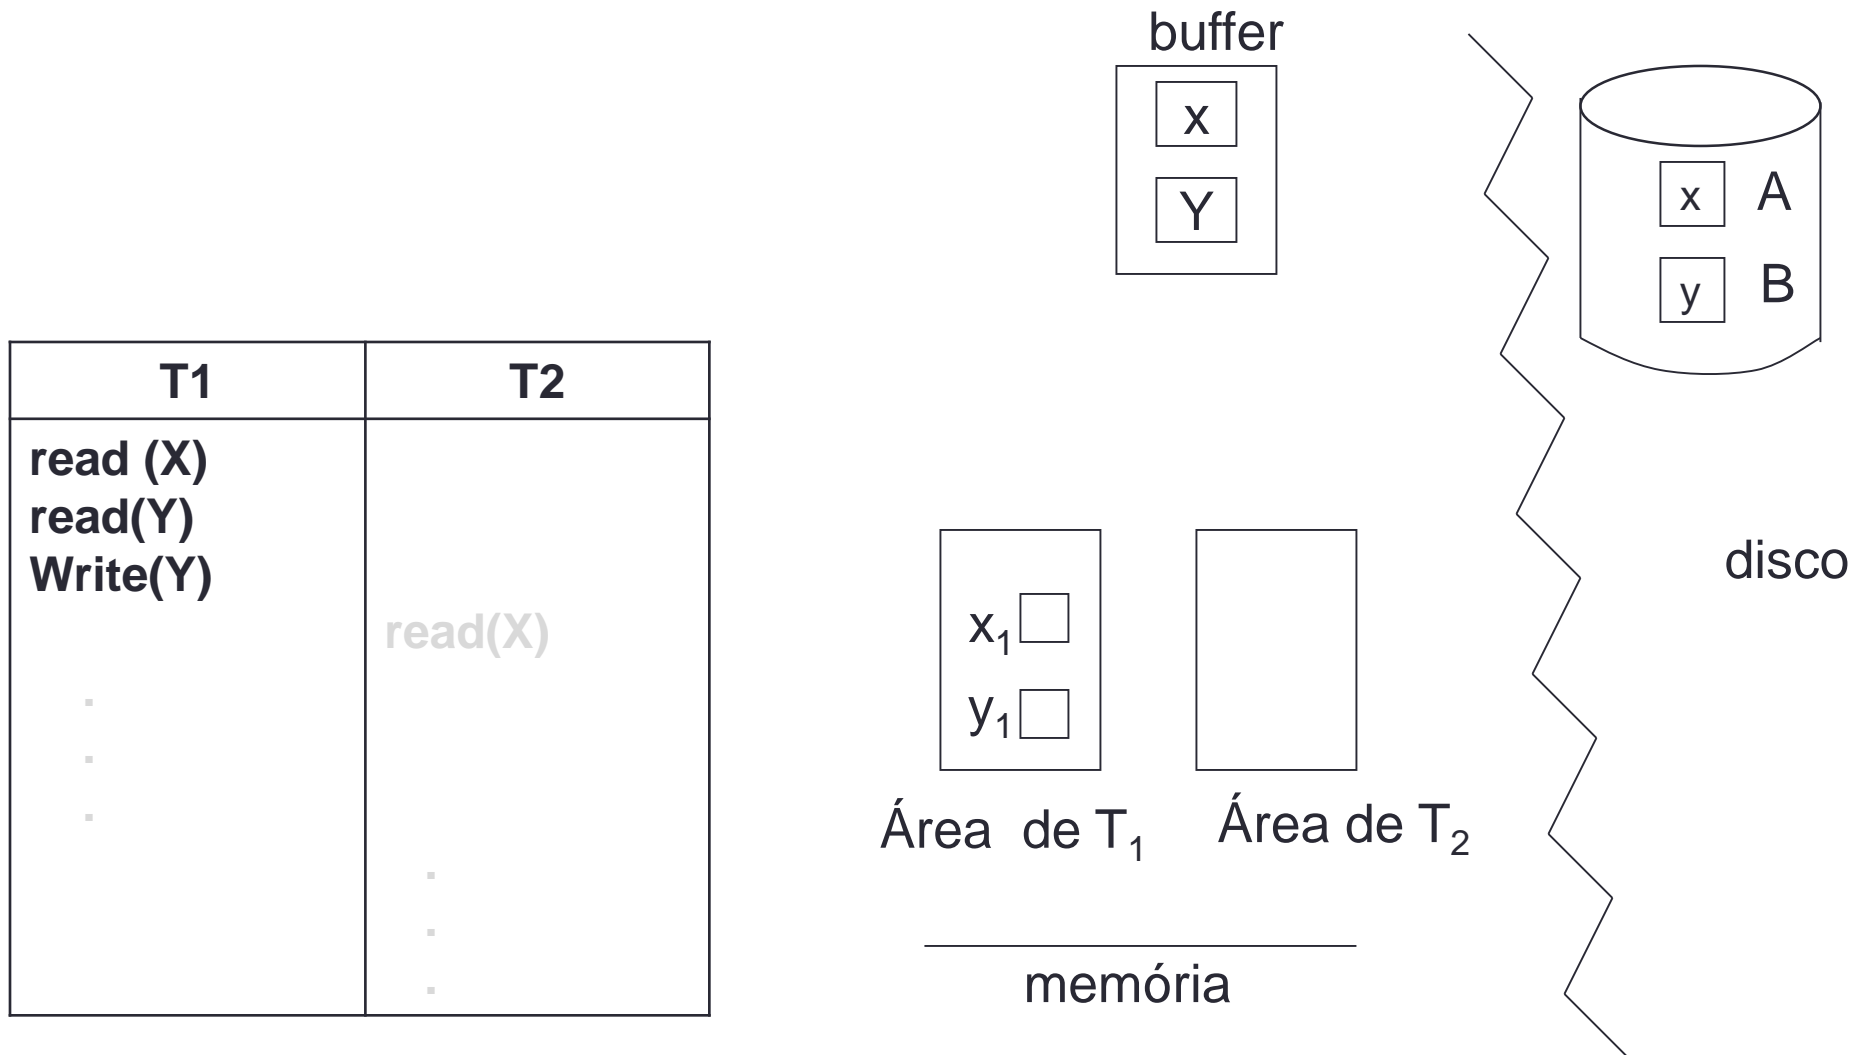 buffer
x
Y
x A
y B
T1 T2
read (X)
read(Y)
Write(Y)
read(X)
.
.
.
.
.
.
x1
y1
Área de T1
Área de T2
memória
disco